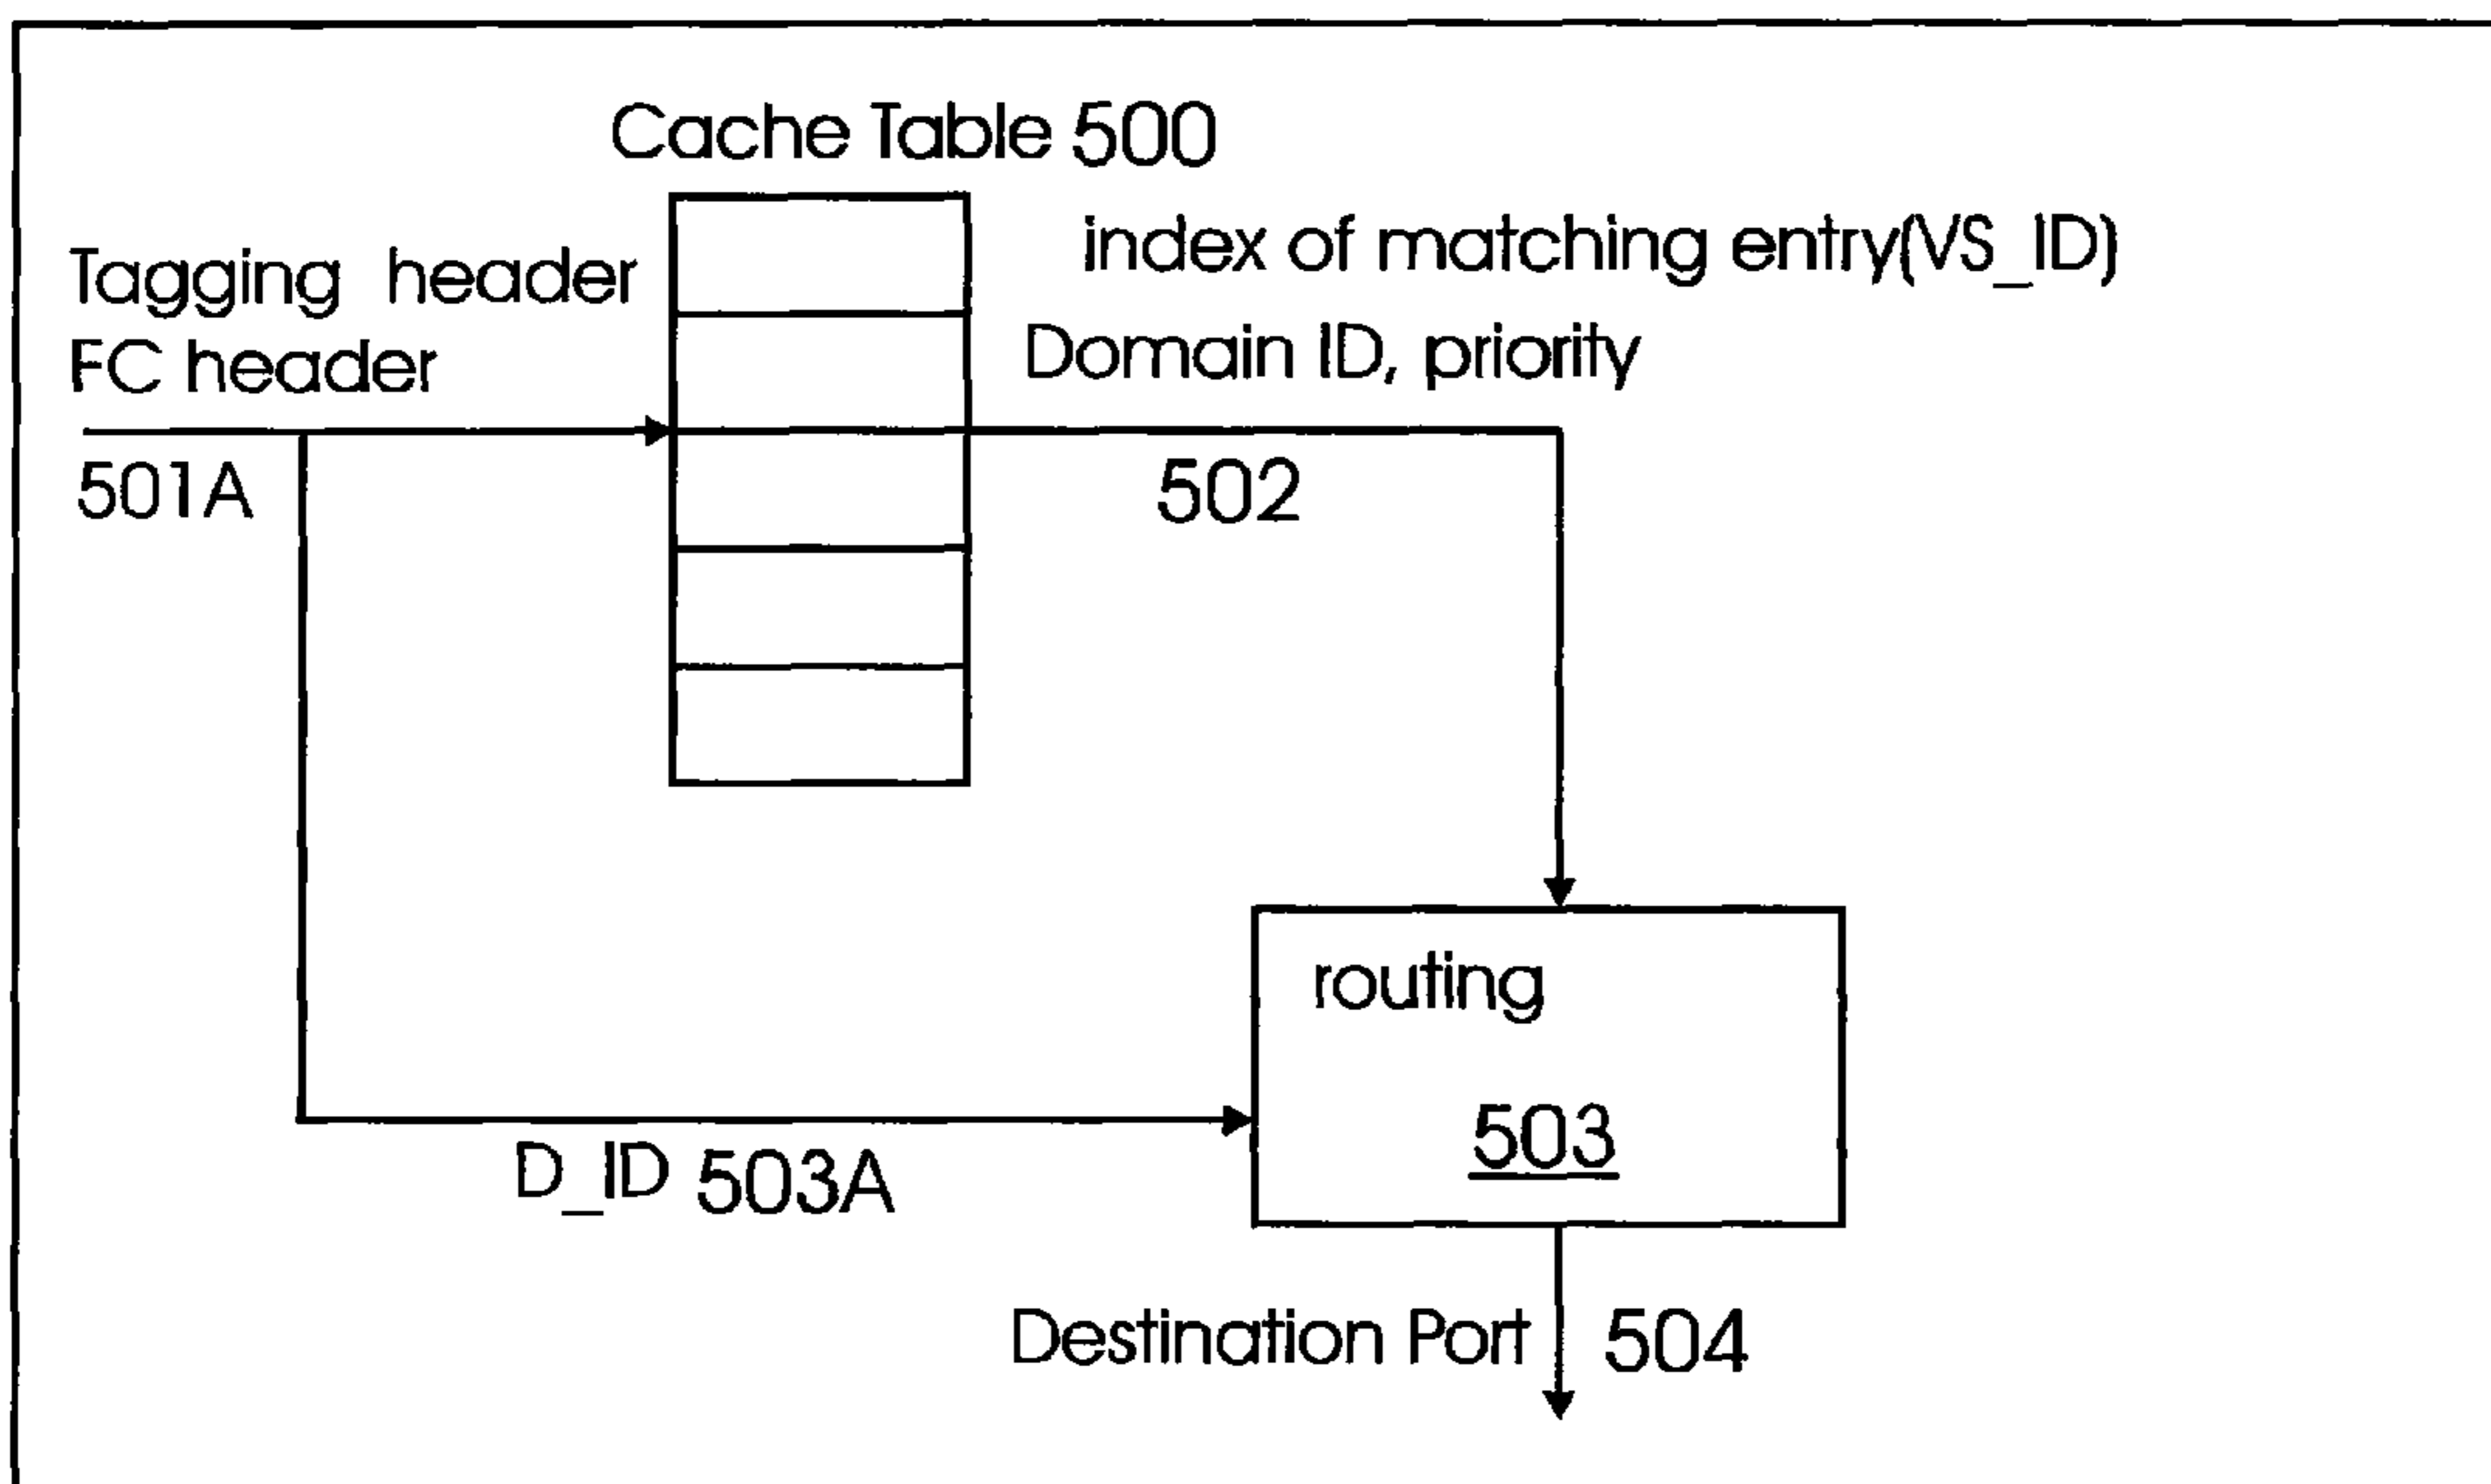 Cache Table 500
index of matching entry(VS_ID)
Tagging header
FC header
Domain ID, priority
501A
502
routing
503
D_ID 503A
Destination Port 504